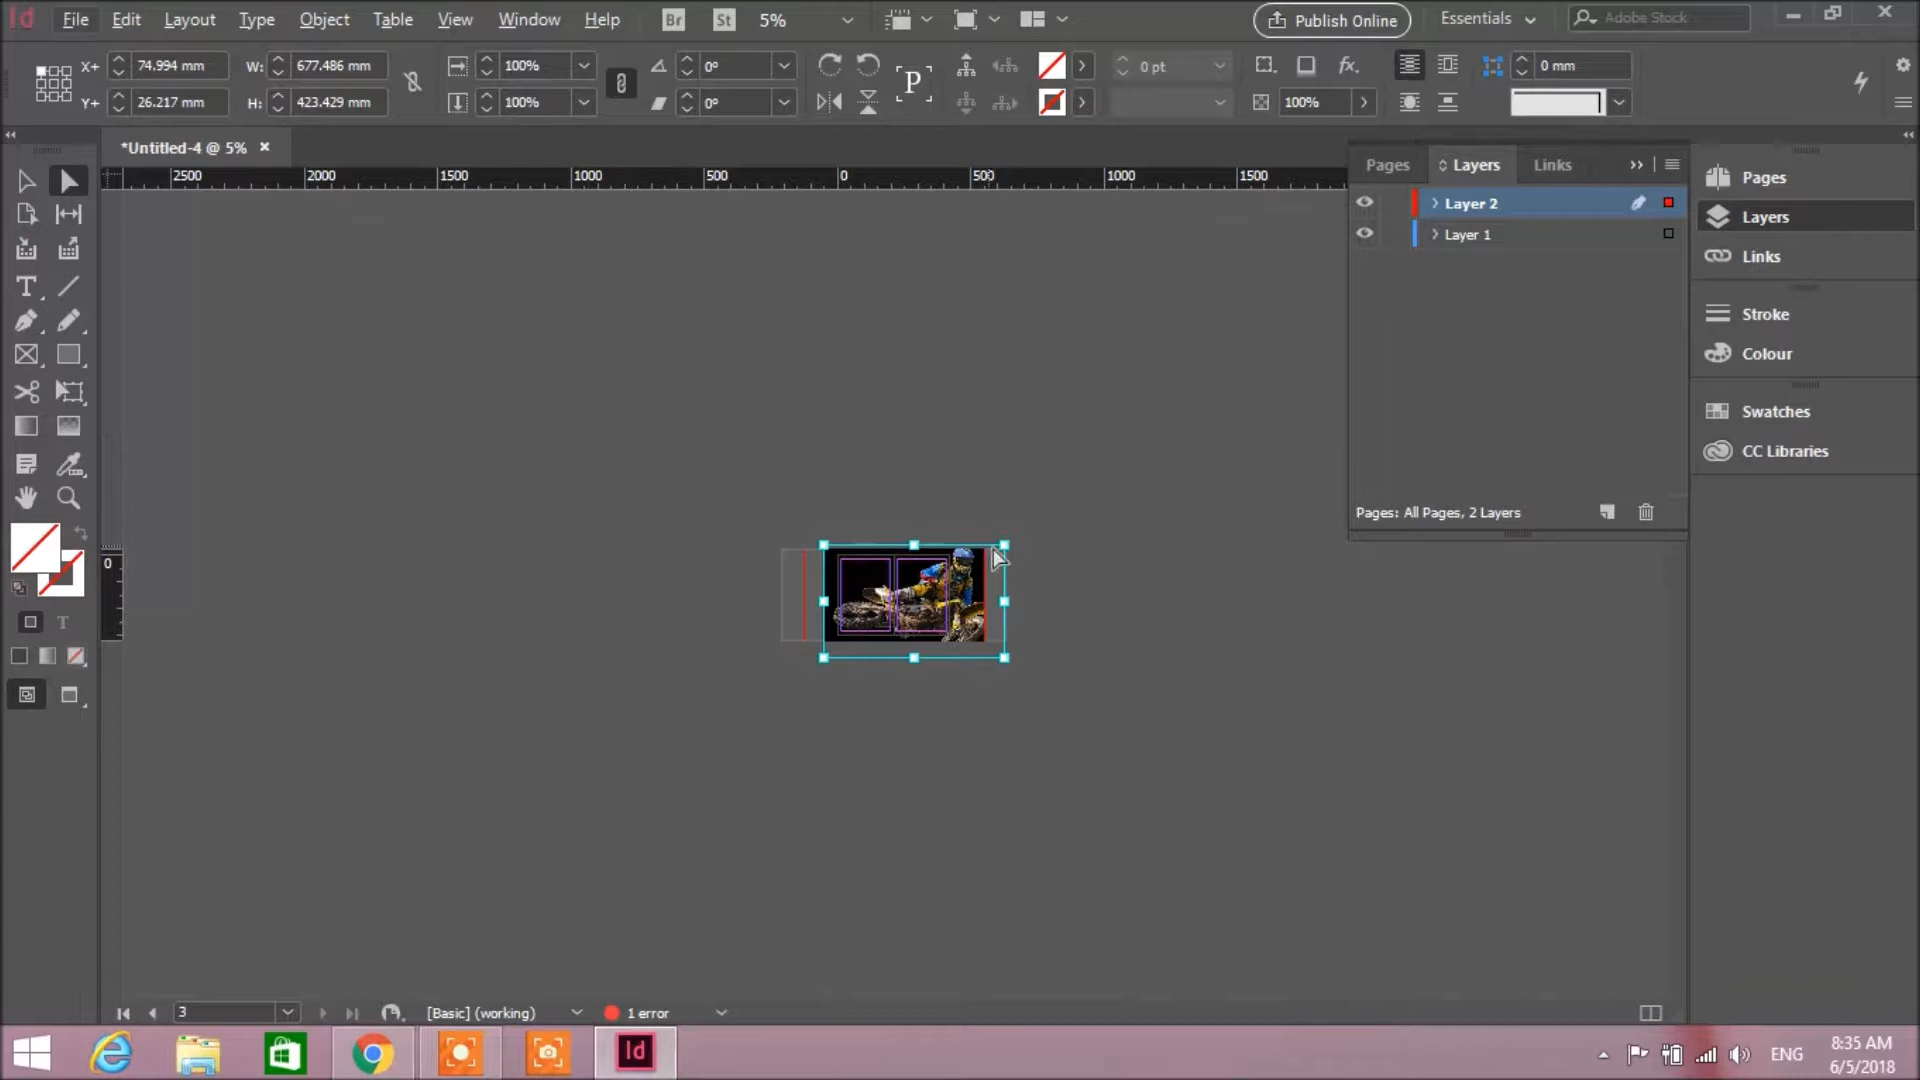 Id File Edit Layout Type Object Table View Window Help Br St 5% Publish Online Essentials Adobe Stock
X+ 74.994 mm W: 677.486 mm 100% 0° P 0 pt fx. 0 mm
Y+ 26.217 mm H: 423.429 mm 100% 0° 100%
*Untitled-4 @ 5% ×
2500 2000 1500 1000 500 0 500 1000 1500
Pages Layers Links
Layer 2
Layer 1
Pages: All Pages, 2 Layers
Pages
Layers
Links
Stroke
Colour
Swatches
CC Libraries
T
0
T
3 [Basic] (working) 1 error
Id ENG 8:35 AM
6/5/2018